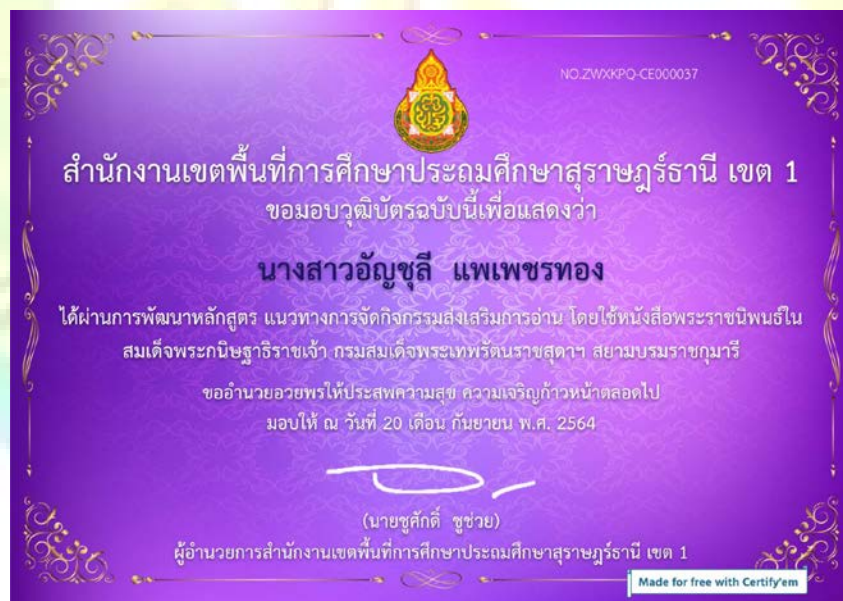 NO.ZWXKPQ-CE000037
สำนักงานเขตพื้นที่การศึกษาประถมศึกษาสุราษฎร์ธานี เขต 1
ขอมอบวุฒิบัตรฉบับนี้เพื่อแสดงว่า
นางสาวอัญชุลี แพเพชรทอง
ได้ผ่านการพัฒนาหลักสูตร แนวทางการจัดกิจกรรมส่งเสริมการอ่าน โดยใช้หนังสือพระราชนิพนธ์ใน
สมเด็จพระกนิษฐาธิราชเจ้า กรมสมเด็จพระเทพรัตนราชสุดาฯ สยามบรมราชกุมารี
ขออำนวยอวยพรให้ประสพความสุข ความเจริญก้าวหน้าตลอดไป
มอบให้ ณ วันที่ 20 เดือน กันยายน พ.ศ. 2564
(นายชูศักดิ์ ชูช่วย)
ผู้อำนวยการสำนักงานเขตพื้นที่การศึกษาประถมศึกษาสุราษฎร์ธานี เขต 1
Made for free with Certify'em